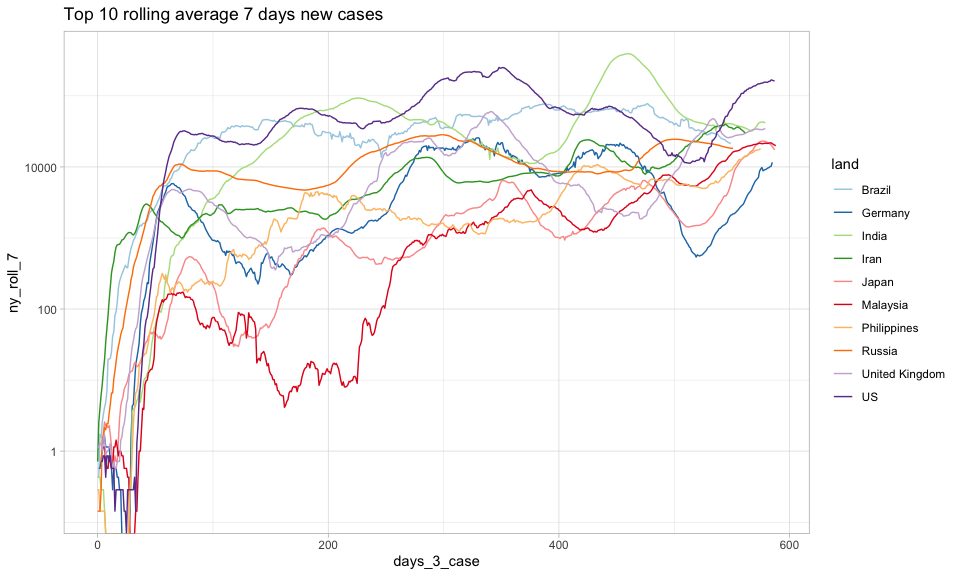 Top 10 rolling average 7 days new cases
ny_roll_7
10000
100
1
0
200
400
600
days_3_case
land
Brazil
Germany
India
Iran
Japan
Malaysia
Philippines
Russia
United Kingdom
US